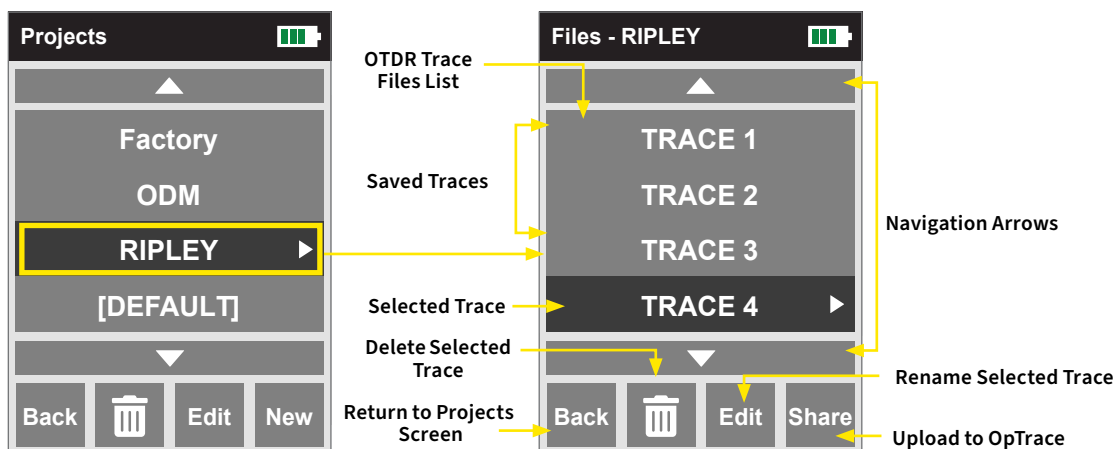 Projects
Factory
ODM
RIPLEY
[DEFAULT]
Back
Edit
New
OTDR Trace
Files List
Saved Traces
Selected Trace
Delete Selected
Trace
Return to Projects
Screen
Files - RIPLEY
TRACE 1
TRACE 2
TRACE 3
TRACE 4
Back
Edit
Share
Navigation Arrows
Rename Selected Trace
Upload to OpTrace